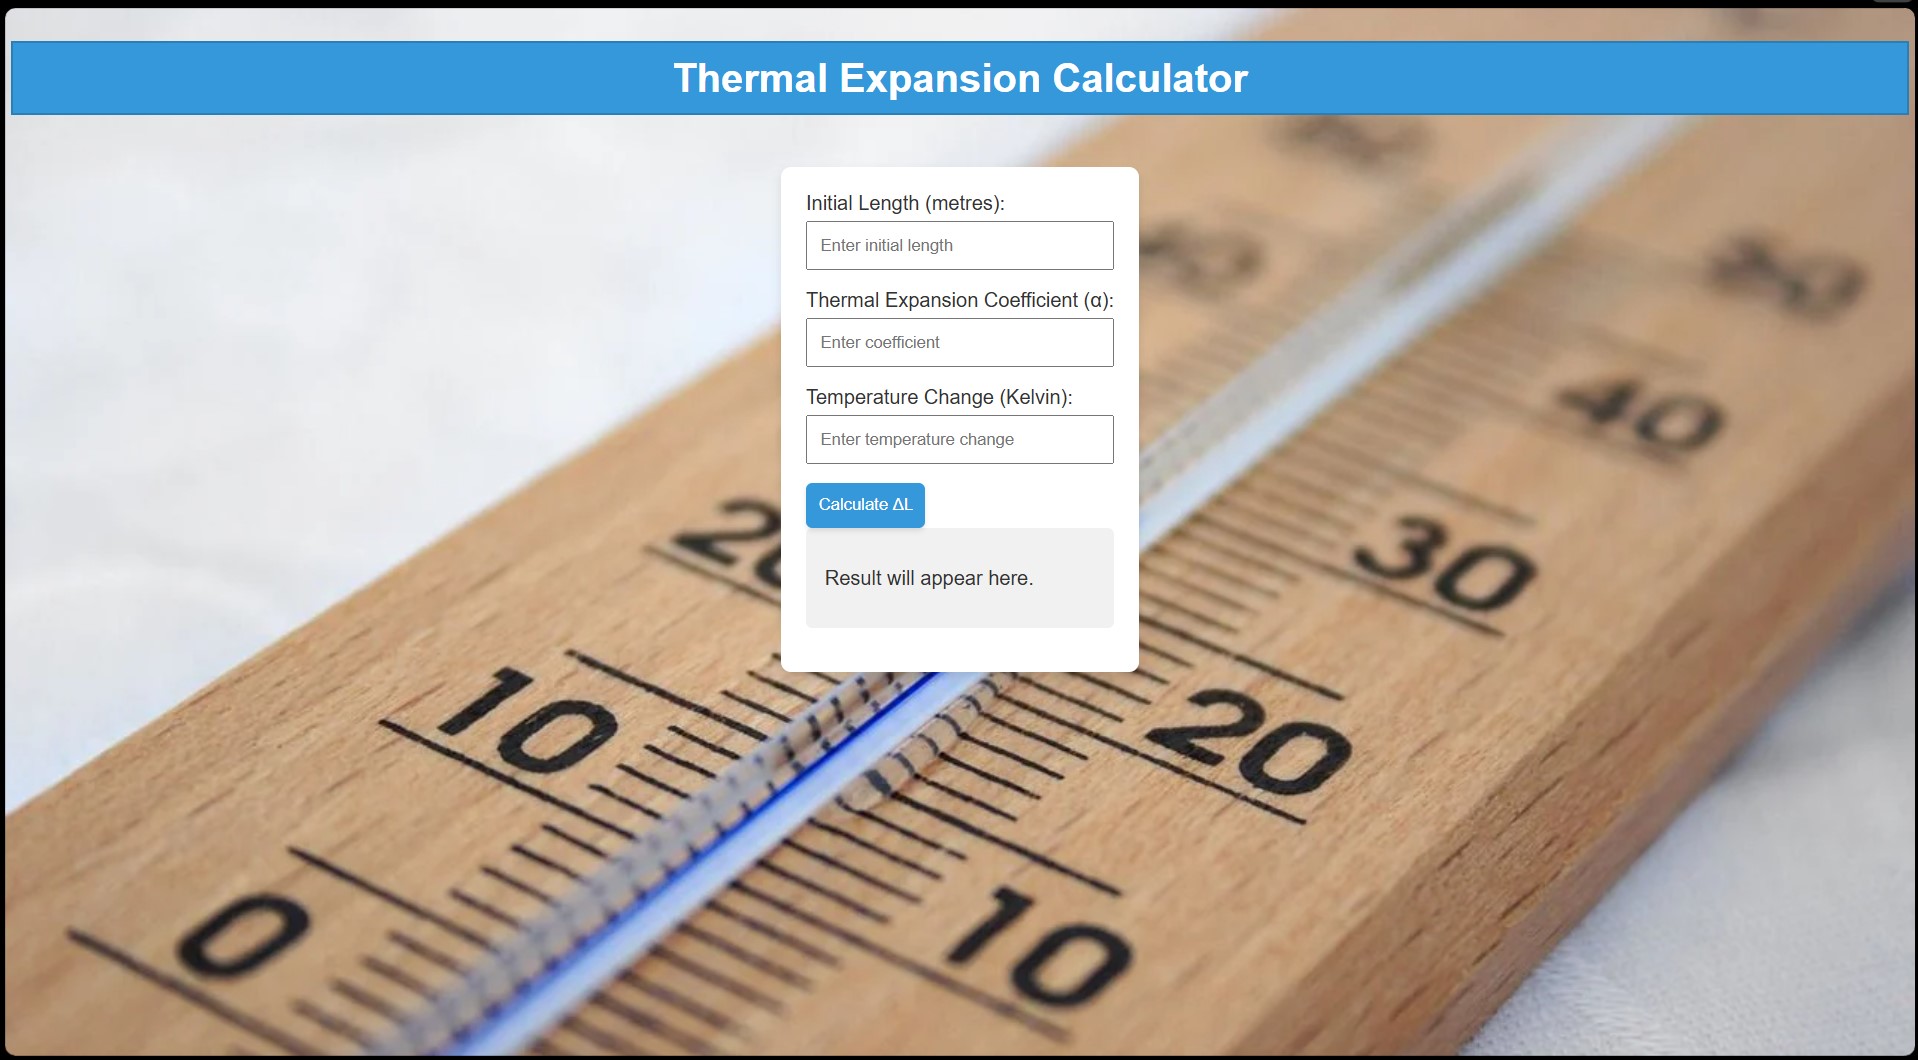 Thermal Expansion Calculator
Initial Length (metres):
Enter initial length
Thermal Expansion Coefficient (α):
Enter coefficient
Temperature Change (Kelvin):
Enter temperature change
Calculate ΔL
Result will appear here.
50
40
30
20
20
10
10
0